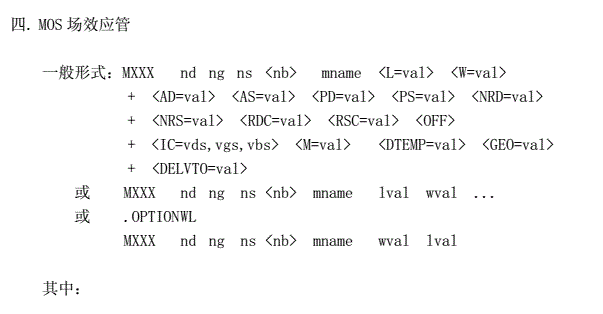 四. MOS 场效应管
一般形式: MXXX nd ng ns <nb> mname <L=val> <W=val>
+ <AD=val> <AS=val> <PD=val> <PS=val> <NRD=val>
+ <NRS=val> <RDC=val> <RSC=val> <OFF>
+ <IC=vds,vgs,vbs> <M=val> <DTEMP=val> <GEO=val>
+ <DELVTO=val>
或 MXXX nd ng ns <nb> mname lval wval ...
或 .OPTIONWL
MXXX nd ng ns <nb> mname wval lval
其中: